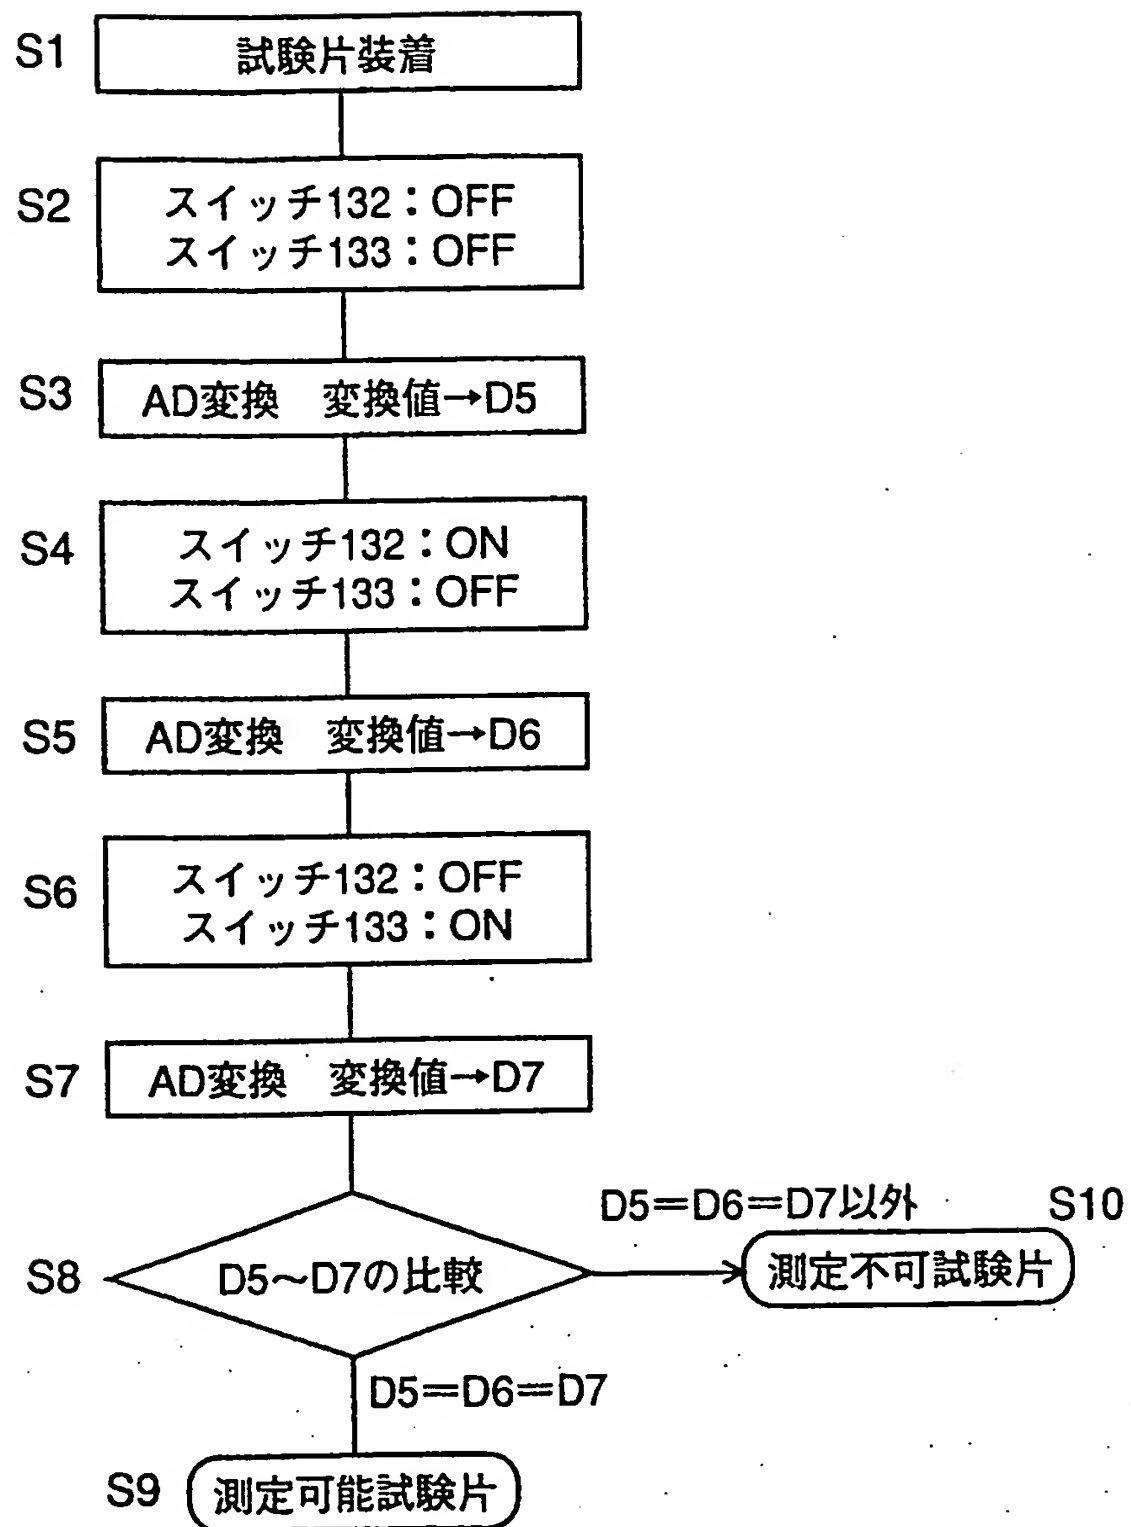 S1
試験片装着
S2
スイッチ132：OFF
スイッチ133：OFF
S3
AD変換　変換値→D5
S4
スイッチ132：ON
スイッチ133：OFF
S5
AD変換　変換値→D6
S6
スイッチ132：OFF
スイッチ133：ON
S7
AD変換　変換値→D7
D5＝D6＝D7以外
S10
S8
D5〜D7の比較
測定不可試験片
D5＝D6＝D7
S9
測定可能試験片